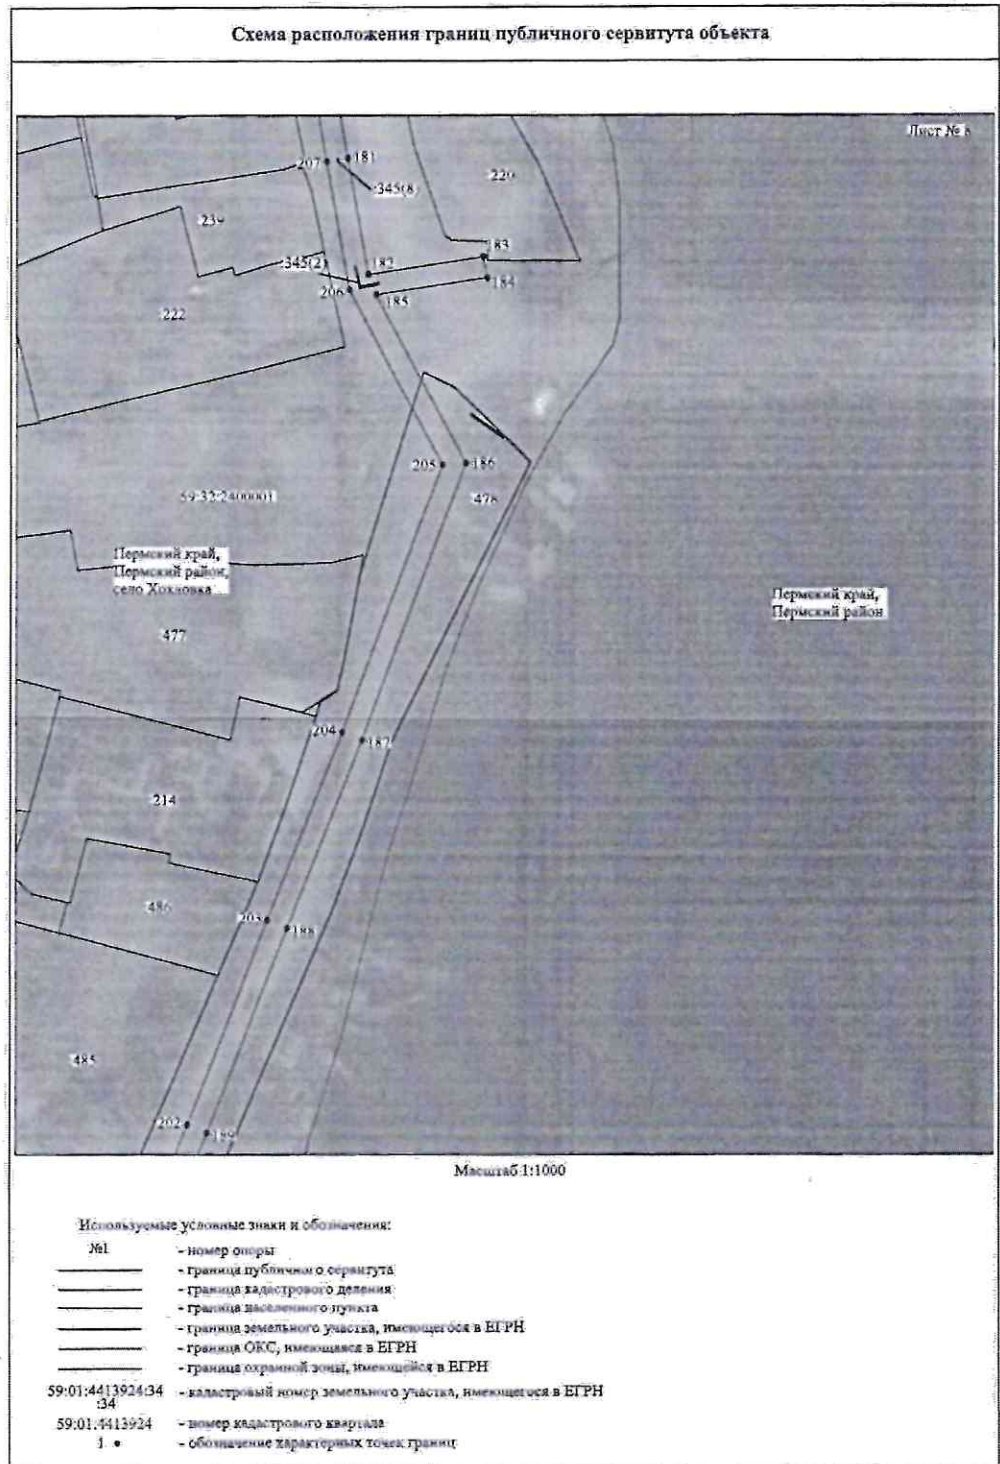 Схема расположения границ публичного сервитута объекта
Лист № 8
207 181
:345(8)
:220
:239
183
:345(2) 182
184
206 185
:222
205 186
:478
59:32:2400001
Пермский край,
Пермский район,
село Хохловка
Пермский край,
Пермский район
:477
204 187
:214
:486
203 188
:485
202 189
Масштаб 1:1000
Используемые условные знаки и обозначения:
№1 - номер опоры
- граница публичного сервитута
- граница кадастрового деления
- граница населенного пункта
- граница земельного участка, имеющегося в ЕГРН
- граница ОКС, имеющаяся в ЕГРН
- граница охранной зоны, имеющейся в ЕГРН
59:01:4413924:34 - кадастровый номер земельного участка, имеющегося в ЕГРН
:34
59:01:4413924 - номер кадастрового квартала
1 • - обозначение характерных точек границ